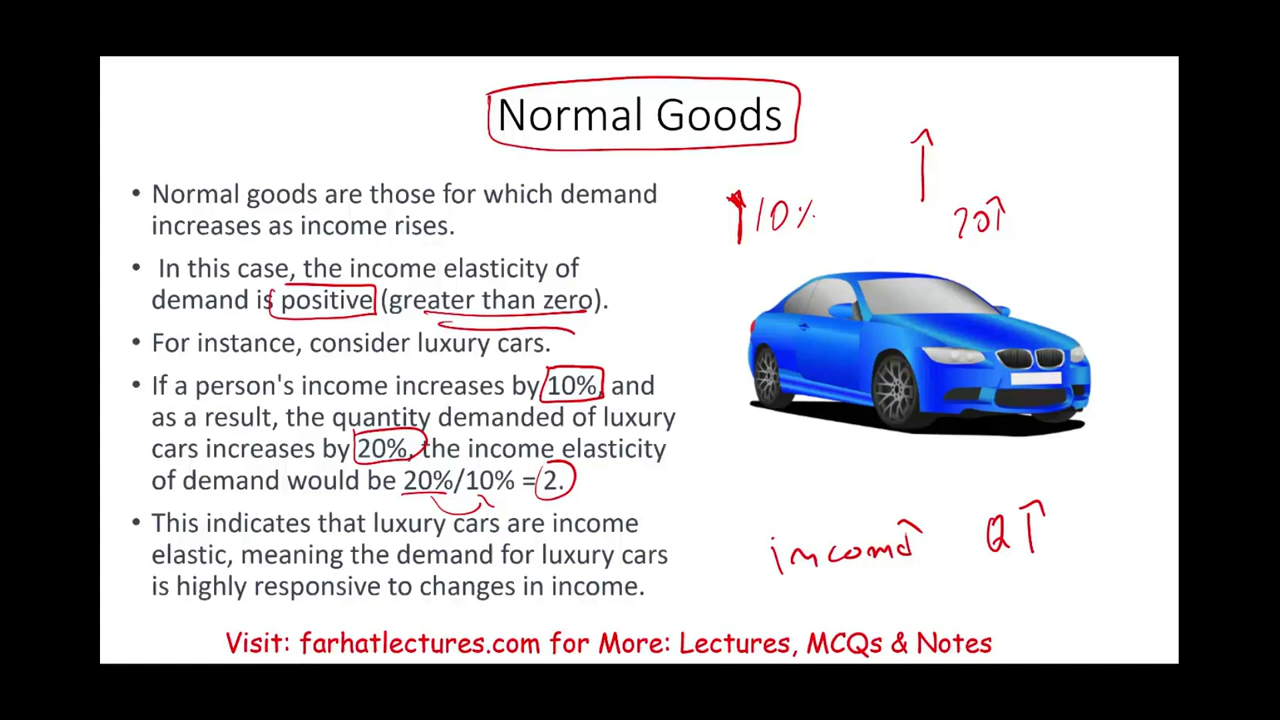 Normal Goods
• Normal goods are those for which demand
increases as income rises.
• In this case, the income elasticity of
demand is positive (greater than zero).
• For instance, consider luxury cars.
• If a person's income increases by 10%, and
as a result, the quantity demanded of luxury
cars increases by 20%, the income elasticity
of demand would be 20%/10% = 2.
• This indicates that luxury cars are income
elastic, meaning the demand for luxury cars
is highly responsive to changes in income.
↑10%
↑
20↑
income↑ Q↑
Visit: farhatlectures.com for More: Lectures, MCQs & Notes